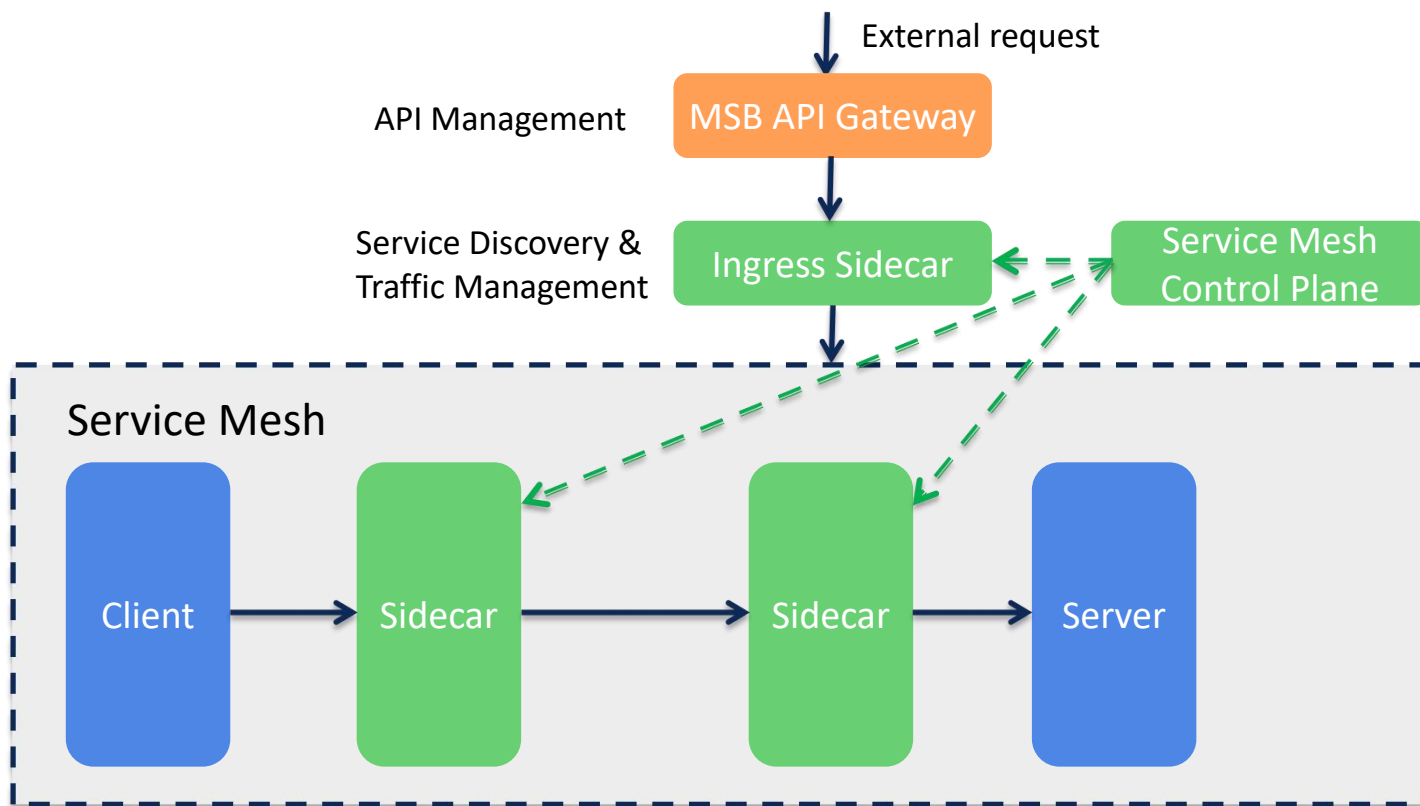 External request
API Management
MSB API Gateway
Service Discovery &
Traffic Management
Ingress Sidecar
Service Mesh
Control Plane
Service Mesh
Client
Sidecar
Sidecar
Server